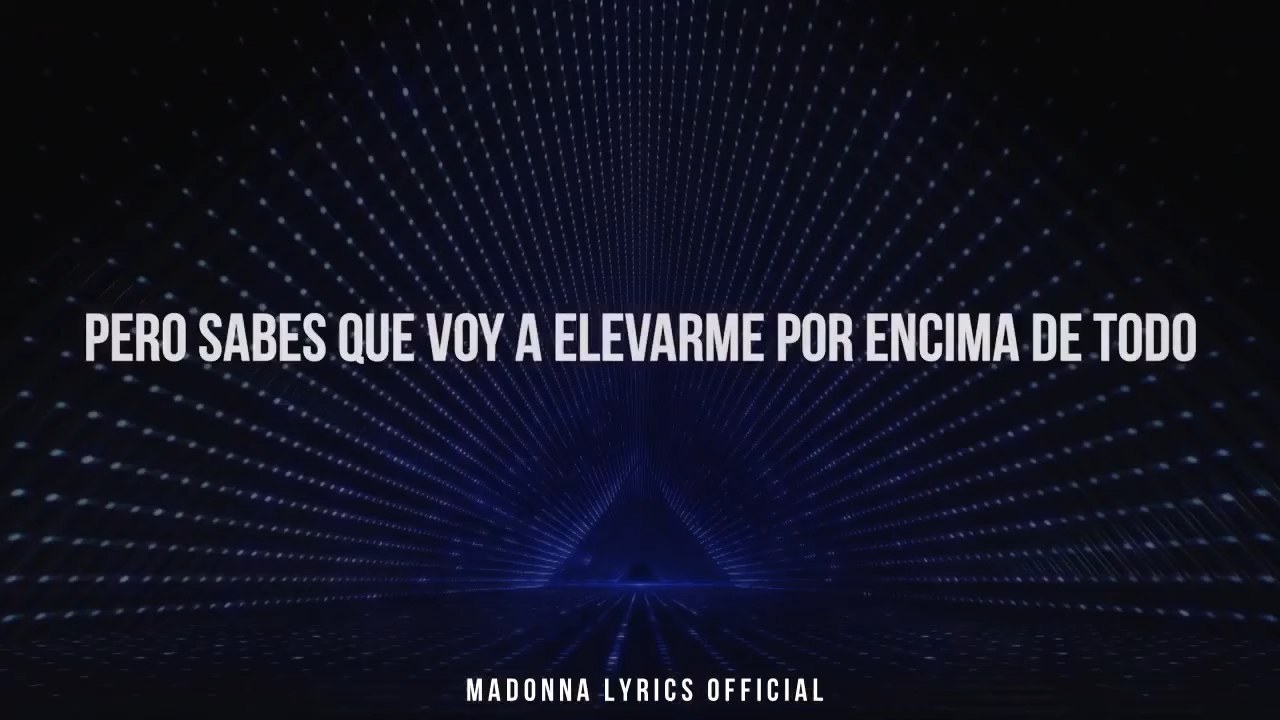 PERO SABES QUE VOY A ELEVARME POR ENCIMA DE TODO
MADONNA LYRICS OFFICIAL